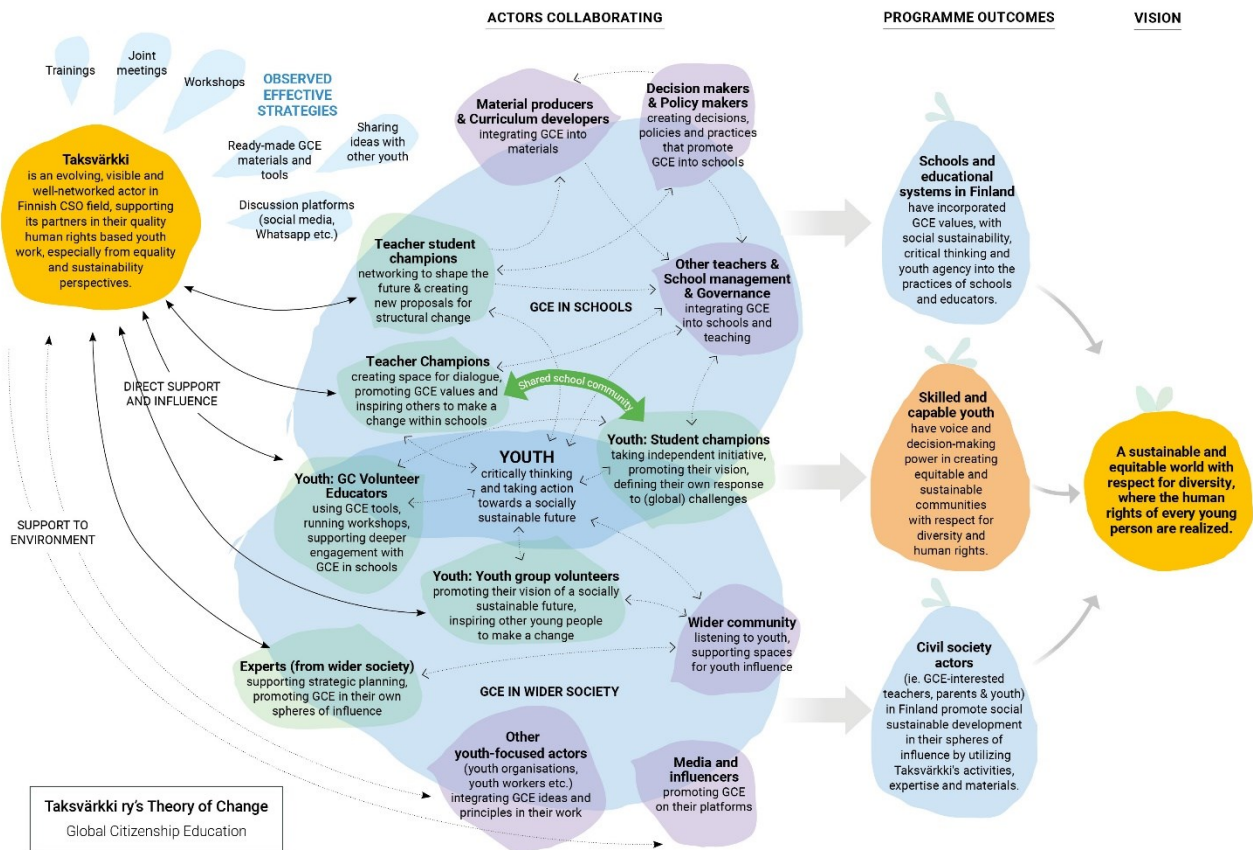 ACTORS COLLABORATING
PROGRAMME OUTCOMES
VISION
Trainings
Joint
meetings
Workshops
OBSERVED
EFFECTIVE
STRATEGIES
Ready-made GCE
materials and
tools
Sharing
ideas with
other youth
Discussion platforms
(social media,
Whatsapp etc.)
Taksvärkki
is an evolving, visible and
well-networked actor in
Finnish CSO field, supporting
its partners in their quality
human rights based youth
work, especially from equality
and sustainability
perspectives.
DIRECT SUPPORT
AND INFLUENCE
SUPPORT TO
ENVIRONMENT
Material producers
& Curriculum developers
integrating GCE into
materials
Decision makers
& Policy makers
creating decisions,
policies and practices
that promote
GCE into schools
Teacher student
champions
networking to shape the
future & creating
new proposals for
structural change
GCE IN SCHOOLS
Other teachers &
School management
& Governance
integrating GCE
into schools and
teaching
Teacher Champions
creating space for dialogue,
promoting GCE values and
inspiring others to make a
change within schools
Shared school community
Youth: Student champions
taking independent initiative,
promoting their vision,
defining their own response
to (global) challenges
YOUTH
critically thinking
and taking action
towards a socially
sustainable future
Youth: GC Volunteer
Educators
using GCE tools,
running workshops,
supporting deeper
engagement with
GCE in schools
Youth: Youth group volunteers
promoting their vision of a socially
sustainable future,
inspiring other young people
to make a change
Wider community
listening to youth,
supporting spaces
for youth influence
Experts (from wider society)
supporting strategic planning,
promoting GCE in their own
spheres of influence
GCE IN WIDER SOCIETY
Other
youth-focused actors
(youth organisations,
youth workers etc.)
integrating GCE ideas and
principles in their work
Media and
influencers
promoting GCE
on their platforms
Schools and
educational
systems in Finland
have incorporated
GCE values, with
social sustainability,
critical thinking and
youth agency into the
practices of schools
and educators.
Skilled and
capable youth
have voice and
decision-making
power in creating
equitable and
sustainable
communities
with respect for
diversity and
human rights.
Civil society
actors
(ie. GCE-interested
teachers, parents & youth)
in Finland promote social
sustainable development
in their spheres of
influence by utilizing
Taksvärkki's activities,
expertise and materials.
A sustainable and
equitable world with
respect for diversity,
where the human
rights of every young
person are realized.
Taksvärkki ry's Theory of Change
Global Citizenship Education